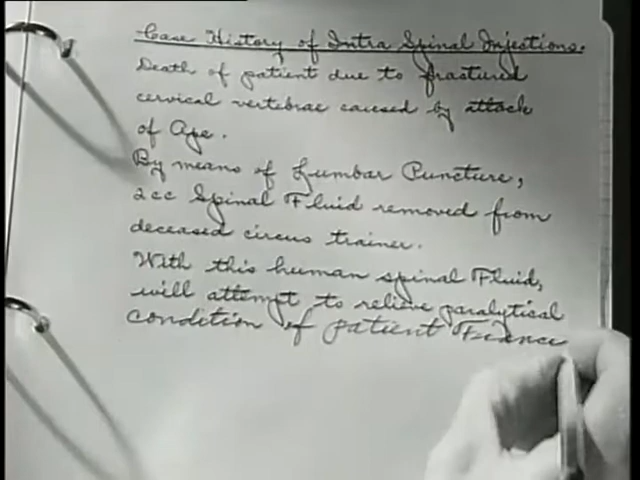 Case History of Intra Spinal Injections.
Death of patient due to fractured
cervical vertebrae caused by attack
of Ape.
By means of Lumbar Puncture,
2cc Spinal Fluid removed from
deceased circus trainer.
With this human spinal Fluid,
will attempt to relieve paralytical
condition of patient France